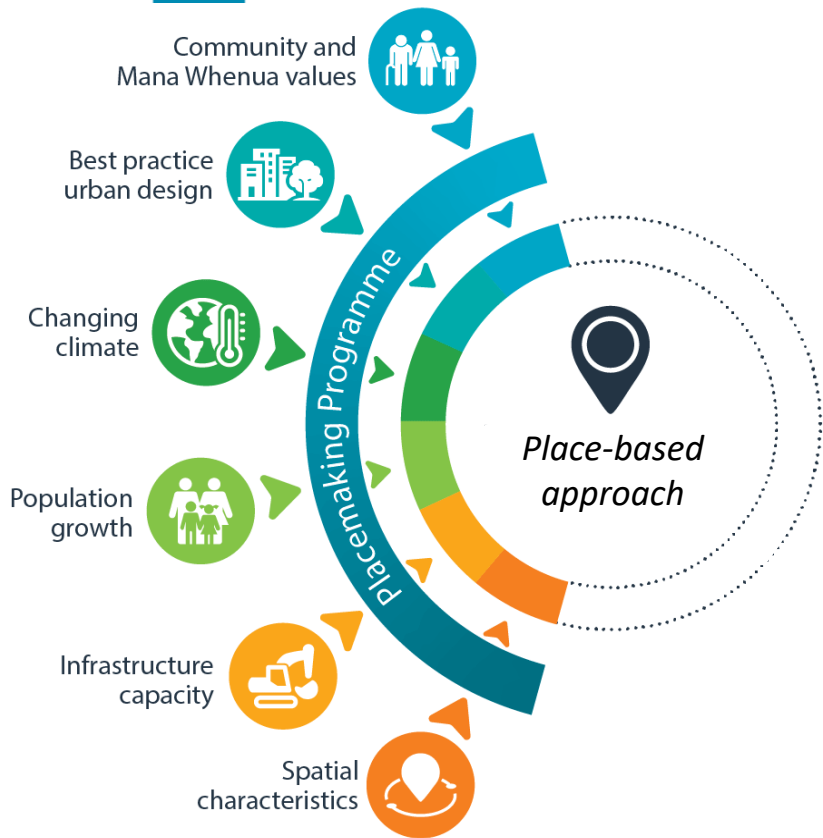 Community and
Mana Whenua values
Best practice
urban design
Changing
climate
Population
growth
Infrastructure
capacity
Spatial
characteristics
Placemaking Programme
Place-based
approach